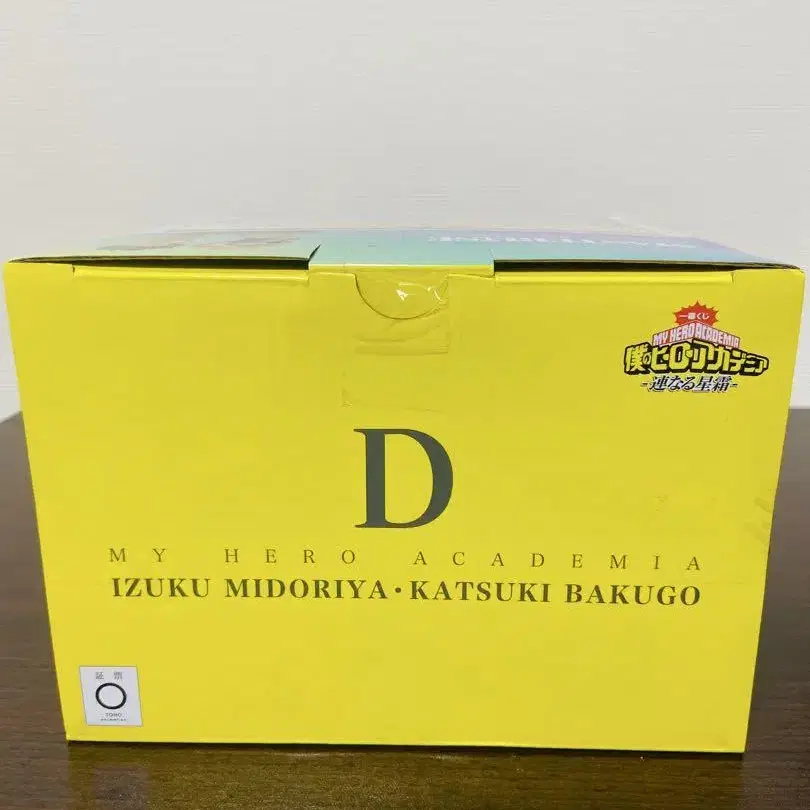 一番くじ
MY HERO ACADEMIA
僕のヒーローアカデミア
-連なる星霜-
D
MY HERO ACADEMIA
IZUKU MIDORIYA・KATSUKI BAKUGO
証票
TOHO